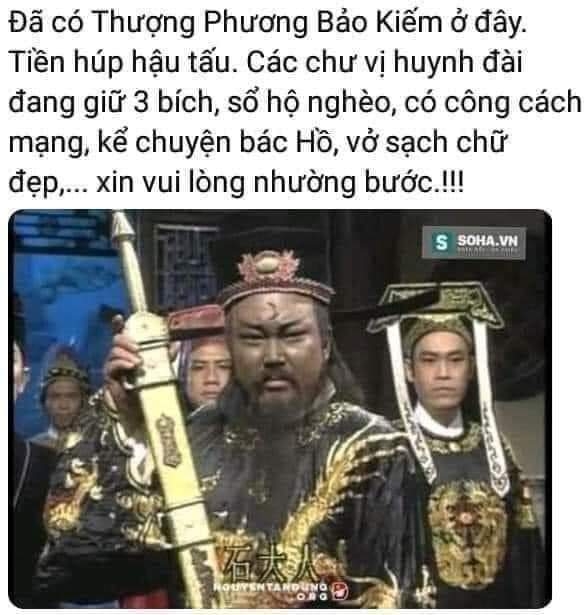 Đã có Thượng Phương Bảo Kiếm ở đây.
Tiền húp hậu tấu. Các chư vị huynh đài
đang giữ 3 bích, sổ hộ nghèo, có công cách
mạng, kể chuyện bác Hồ, vở sạch chữ
đẹp,... xin vui lòng nhường bước.!!!
S SOHA.VN
石大人
NGUYENTANDUNG
.ORG